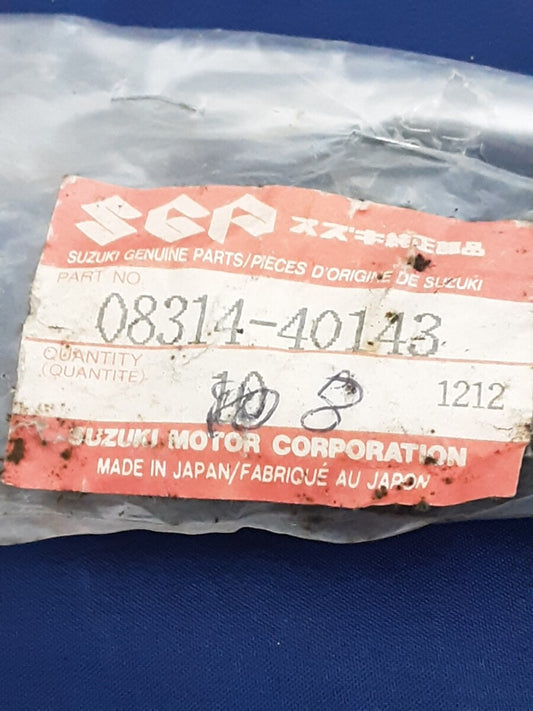 SGP スズキ純正部品
SUZUKI GENUINE PARTS/PIÈCES D'ORIGINE DE SUZUKI
PART NO
08314-40143
QUANTITY
(QUANTITE)
10 8
1212
SUZUKI MOTOR CORPORATION
MADE IN JAPAN/FABRIQUÉ AU JAPON